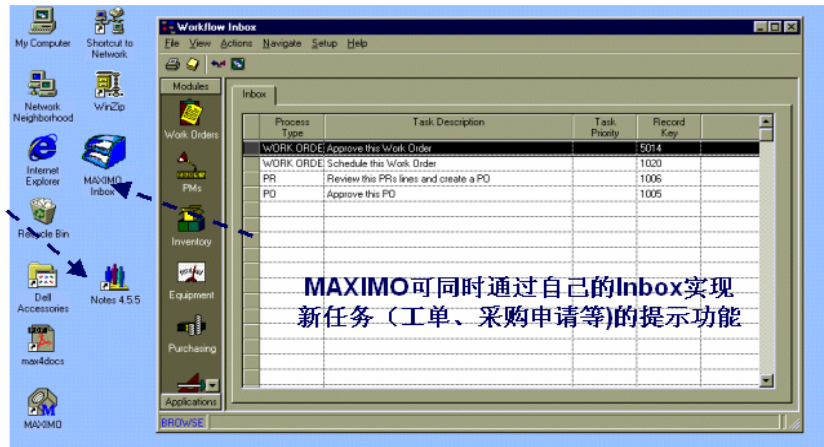 My Computer
Shortcut to
Network
Network
Neighborhood
WinZip
Internet
Explorer
MAXIMO
Inbox
Recycle Bin
Dell
Accessories
Notes 4.5.5
max4docs
MAXIMO
Workflow Inbox
File View Actions Navigate Setup Help
Modules
Work Orders
PMs
Inventory
Equipment
Purchasing
Applications
BROWSE
Inbox
Process
Type
Task Description
Task
Priority
Record
Key
WORK ORDE Approve this Work Order 5014
WORK ORDE Schedule this Work Order 1020
PR Review this PRs lines and create a PO 1006
PO Approve this PO 1005
MAXIMO可同时通过自己的Inbox实现
新任务（工单、采购申请等)的提示功能